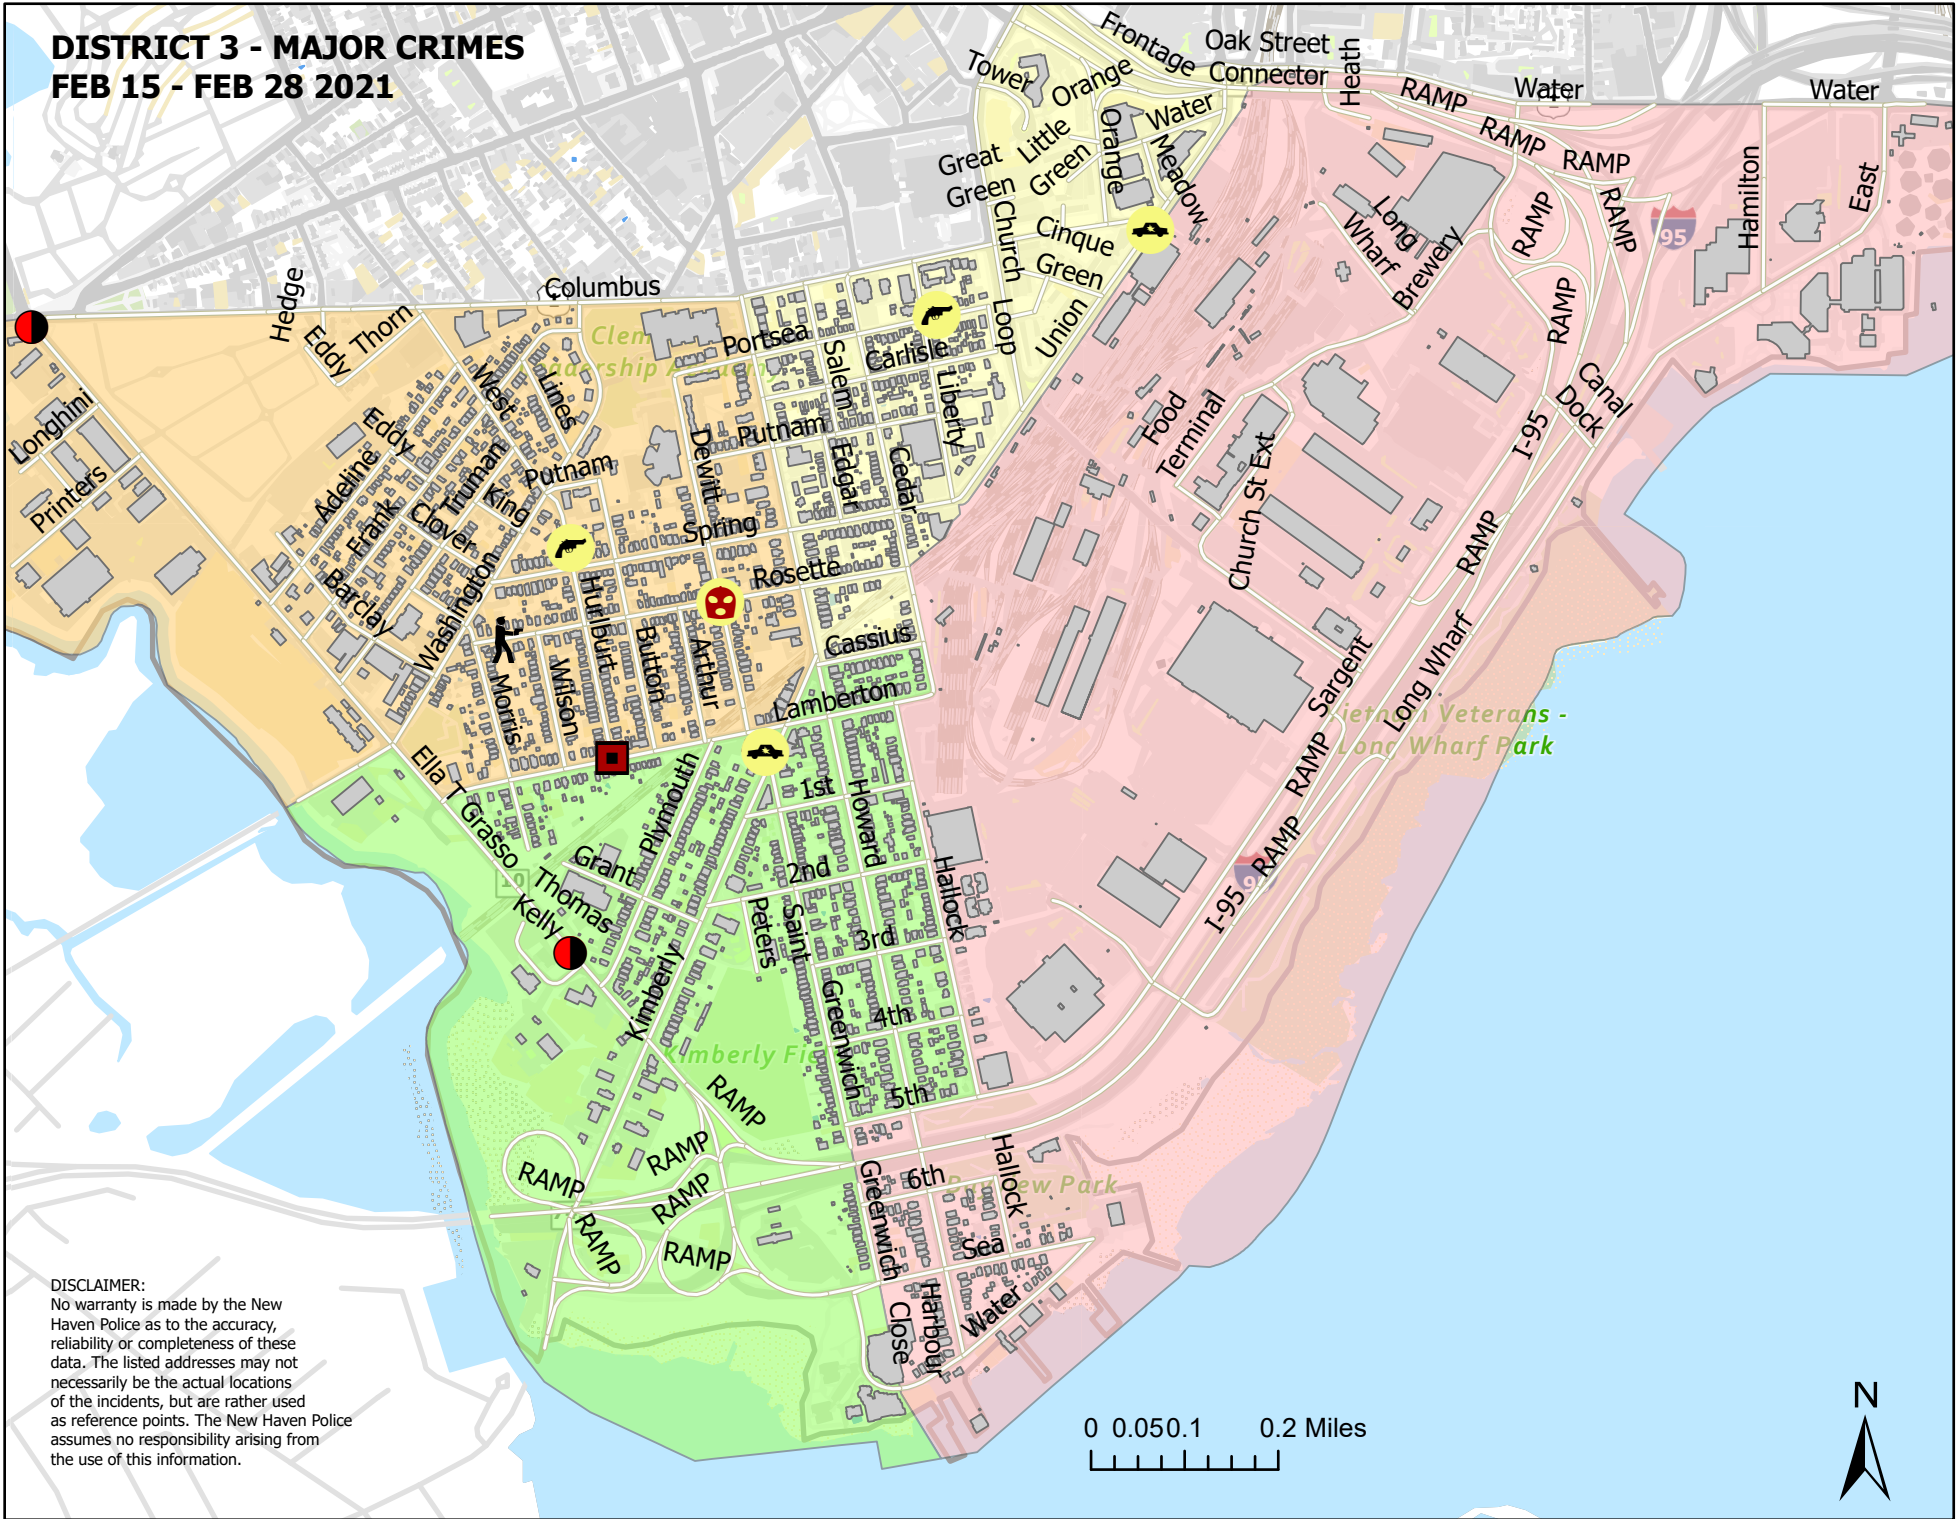 DISTRICT 3 - MAJOR CRIMES
FEB 15 - FEB 28 2021
Frontage
Oak Street
Connector
Heath
Tower
Orange
RAMP
Water
Water
Little
Orange
Water
RAMP
RAMP
Great
Green
Green
Meadow
Hamilton
East
Church
Cinque
Green
Long
Wharf
Brewery
RAMP
RAMP
95
Columbus
Hedge
Eddy
Thorn
Loop
Union
RAMP
Portsea
Salem
Carlisle
Liberty
Canal
Dock
Longhini
Eddy
West
Lines
Food
Terminal
I-95
Adeline
Dewitt
Putnam
Edgar
Cedar
Church St Ext
Printers
Frank
Truman
Clover
King
Putnam
Spring
RAMP
Barclay
Washington
Hurlburt
Rosette
Cassius
Morris
Wilson
Button
Arthur
Lamberton
Sargent
Long Wharf
Vietnam Veterans -
Long Wharf Park
RAMP
Ella T Grasso
Plymouth
1st
Howard
RAMP
10
Grant
Thomas
2nd
Hallock
I-95
Kelly
Peters
Saint
3rd
Kimberly
Greenwich
4th
Kimberly Fie
5th
RAMP
RAMP
RAMP
RAMP
RAMP
RAMP
Greenwich
6th
Hallock
Bayview Park
Sea
Close
Harbour
Water
DISCLAIMER:
No warranty is made by the New
Haven Police as to the accuracy,
reliability or completeness of these
data. The listed addresses may not
necessarily be the actual locations
of the incidents, but are rather used
as reference points. The New Haven Police
assumes no responsibility arising from
the use of this information.
0 0.050.1 0.2 Miles
N